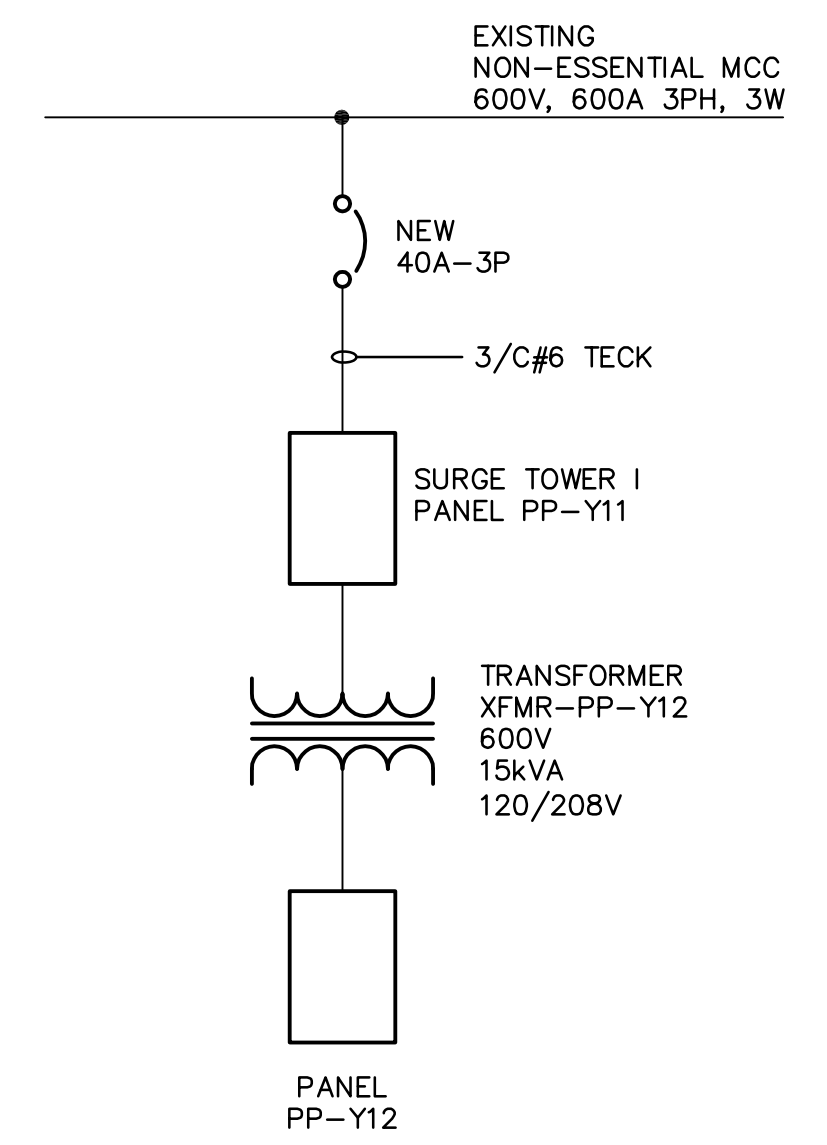 EXISTING
NON-ESSENTIAL MCC
600V, 600A 3PH, 3W
NEW
40A-3P
3/C#6 TECK
SURGE TOWER I
PANEL PP-Y11
TRANSFORMER
XFMR-PP-Y12
600V
15kVA
120/208V
PANEL
PP-Y12